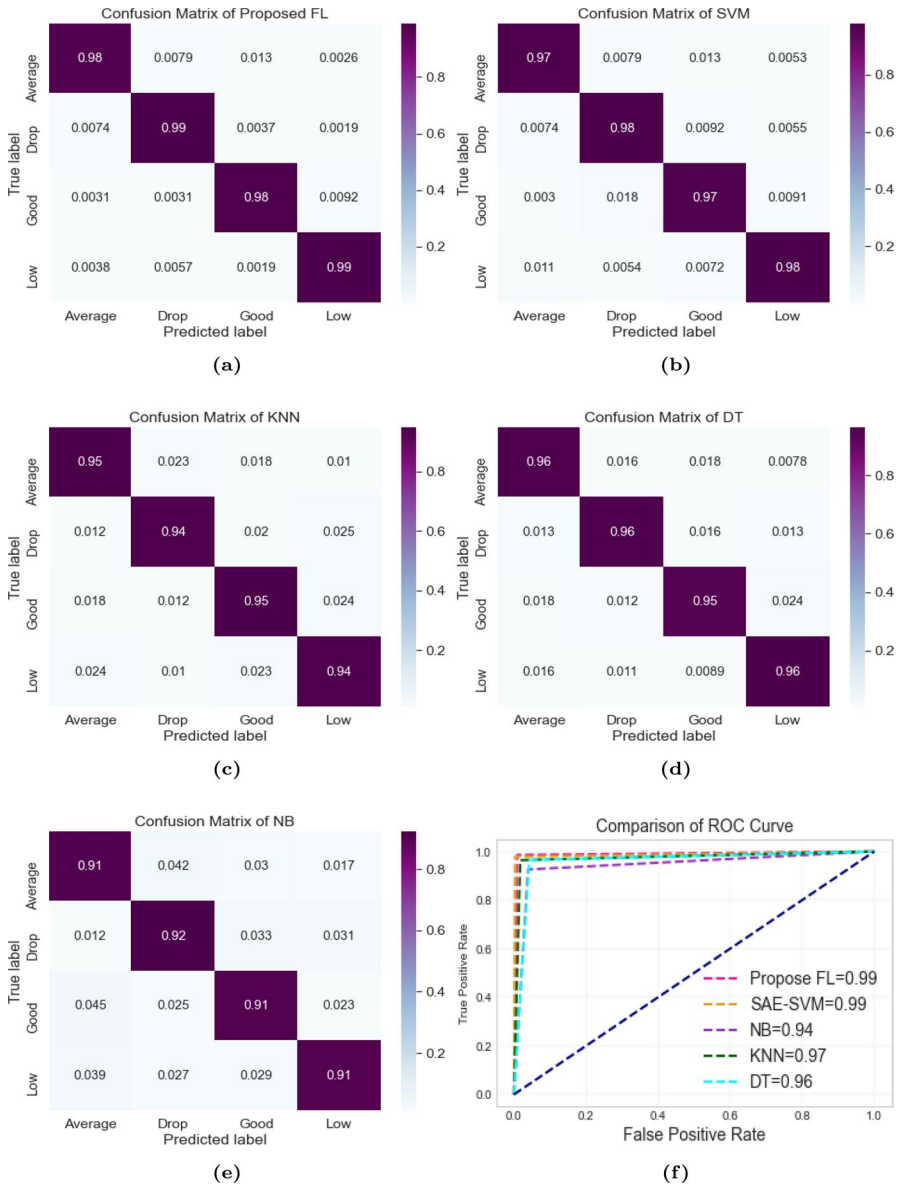 Confusion Matrix of Proposed FL
True label
Average
Drop
Good
Low
0.98 0.0079 0.013 0.0026
0.0074 0.99 0.0037 0.0019
0.0031 0.0031 0.98 0.0092
0.0038 0.0057 0.0019 0.99
Average Drop Good Low
Predicted label
0.8
0.6
0.4
0.2
(a)
Confusion Matrix of SVM
True label
Average
Drop
Good
Low
0.97 0.0079 0.013 0.0053
0.0074 0.98 0.0092 0.0055
0.003 0.018 0.97 0.0091
0.011 0.0054 0.0072 0.98
Average Drop Good Low
Predicted label
0.8
0.6
0.4
0.2
(b)
Confusion Matrix of KNN
True label
Average
Drop
Good
Low
0.95 0.023 0.018 0.01
0.012 0.94 0.02 0.025
0.018 0.012 0.95 0.024
0.024 0.01 0.023 0.94
Average Drop Good Low
Predicted label
0.8
0.6
0.4
0.2
(c)
Confusion Matrix of DT
True label
Average
Drop
Good
Low
0.96 0.016 0.018 0.0078
0.013 0.96 0.016 0.013
0.018 0.012 0.95 0.024
0.016 0.011 0.0089 0.96
Average Drop Good Low
Predicted label
0.8
0.6
0.4
0.2
(d)
Confusion Matrix of NB
True label
Average
Drop
Good
Low
0.91 0.042 0.03 0.017
0.012 0.92 0.033 0.031
0.045 0.025 0.91 0.023
0.039 0.027 0.029 0.91
Average Drop Good Low
Predicted label
0.8
0.6
0.4
0.2
(e)
Comparison of ROC Curve
True Positive Rate
1.0
0.8
0.6
0.4
0.2
0.0
Propose FL=0.99
SAE-SVM=0.99
NB=0.94
KNN=0.97
DT=0.96
0.0 0.2 0.4 0.6 0.8 1.0
False Positive Rate
(f)